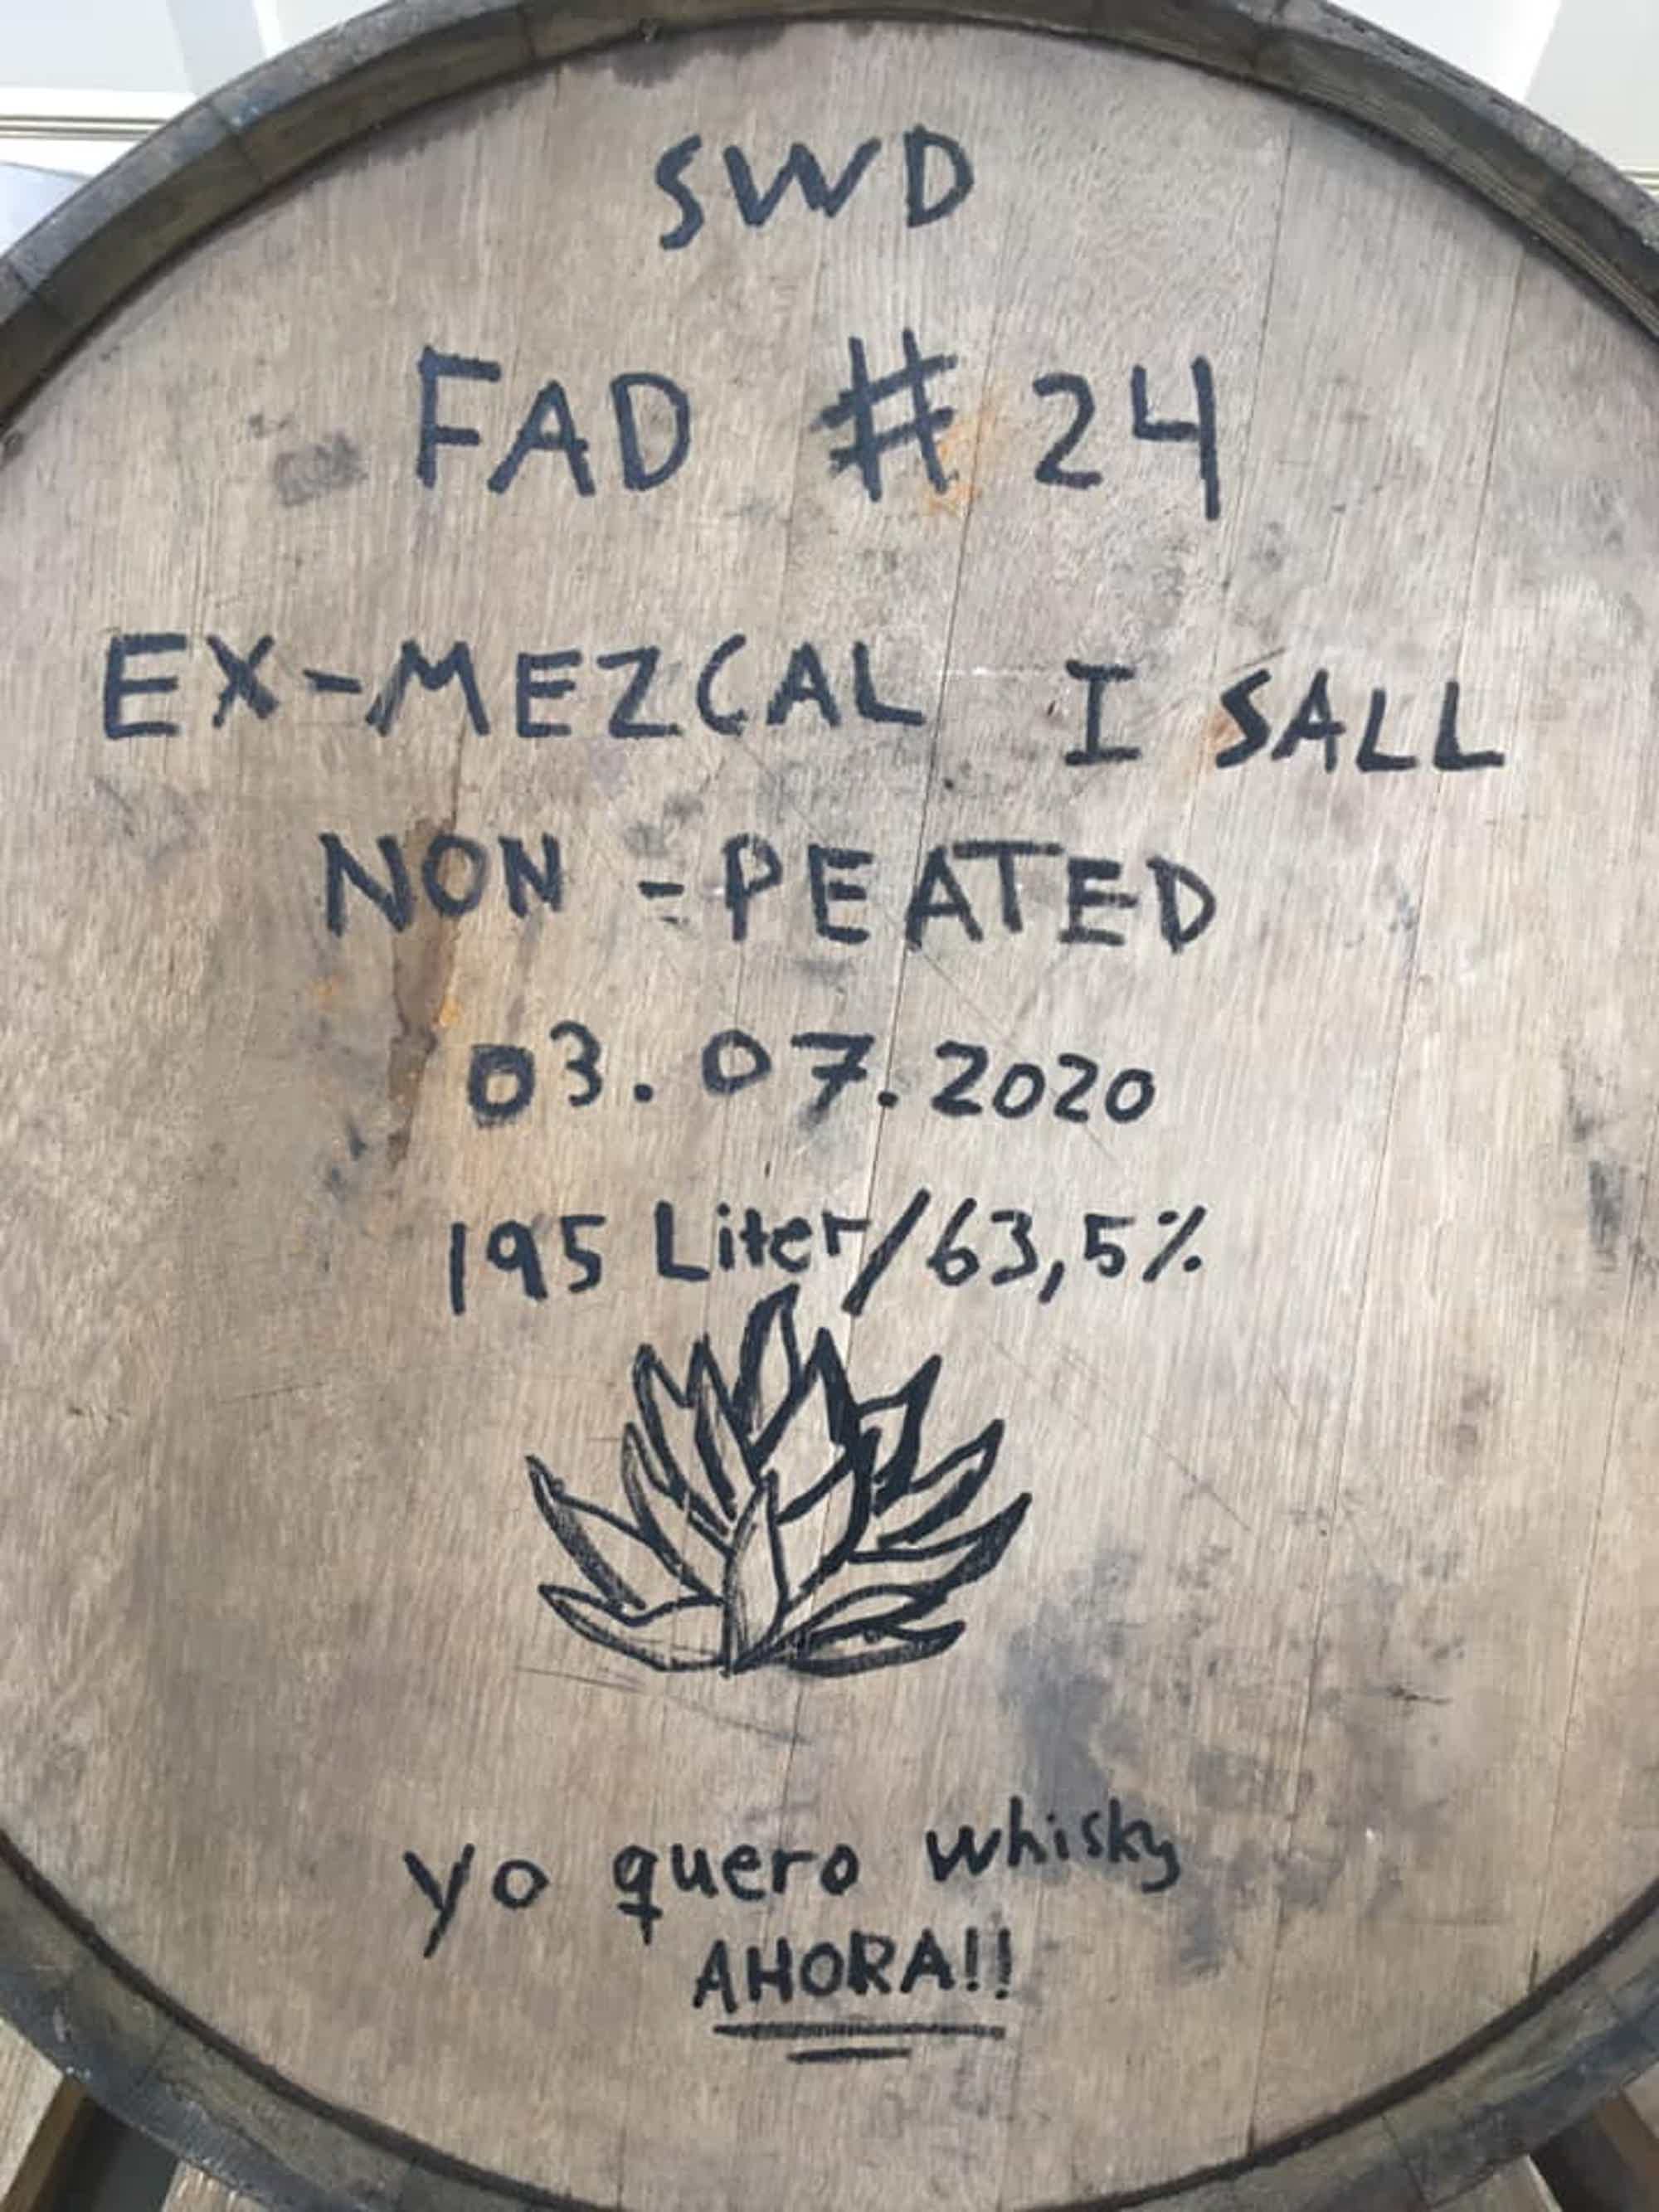 SWD
FAD # 24
EX-MEZCAL I SALL
NON-PEATED
03.07.2020
195 Liter/63,5%
yo quero whisky
AHORA!!